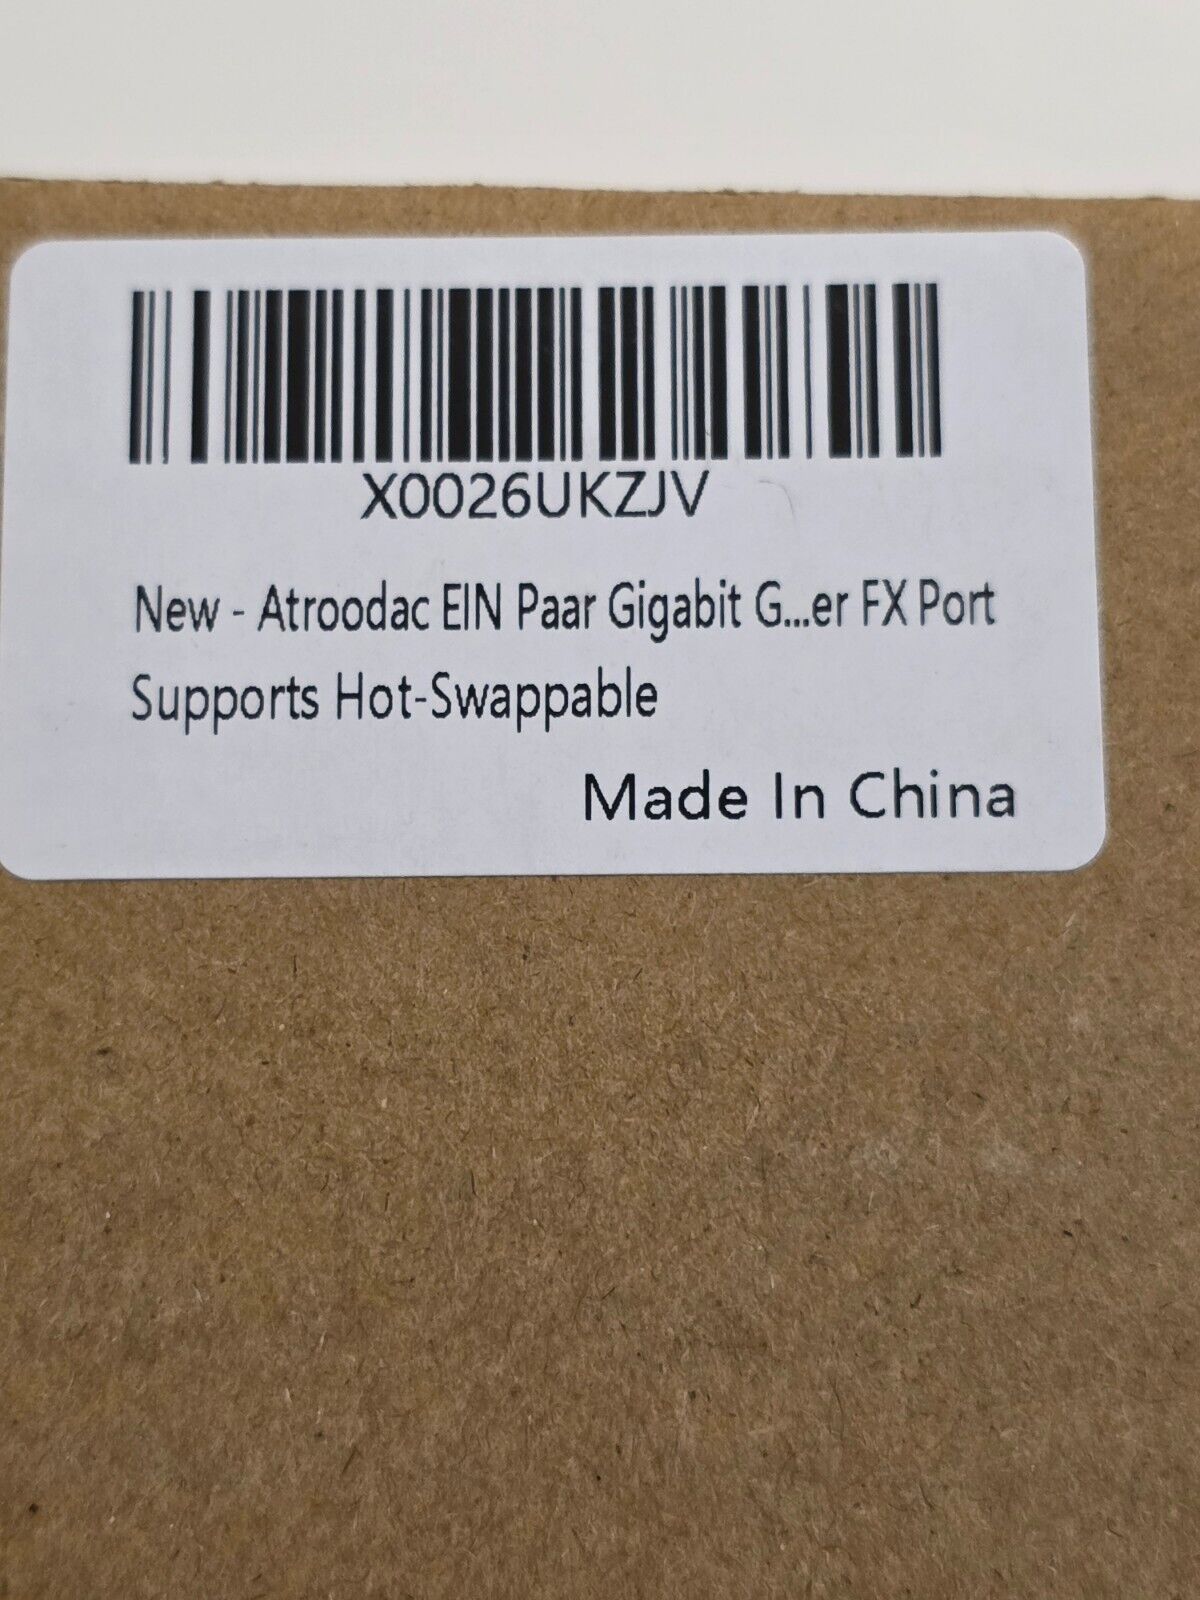 X0026UKZJV
New - Atroodac EIN Paar Gigabit G...er FX Port
Supports Hot-Swappable
Made In China